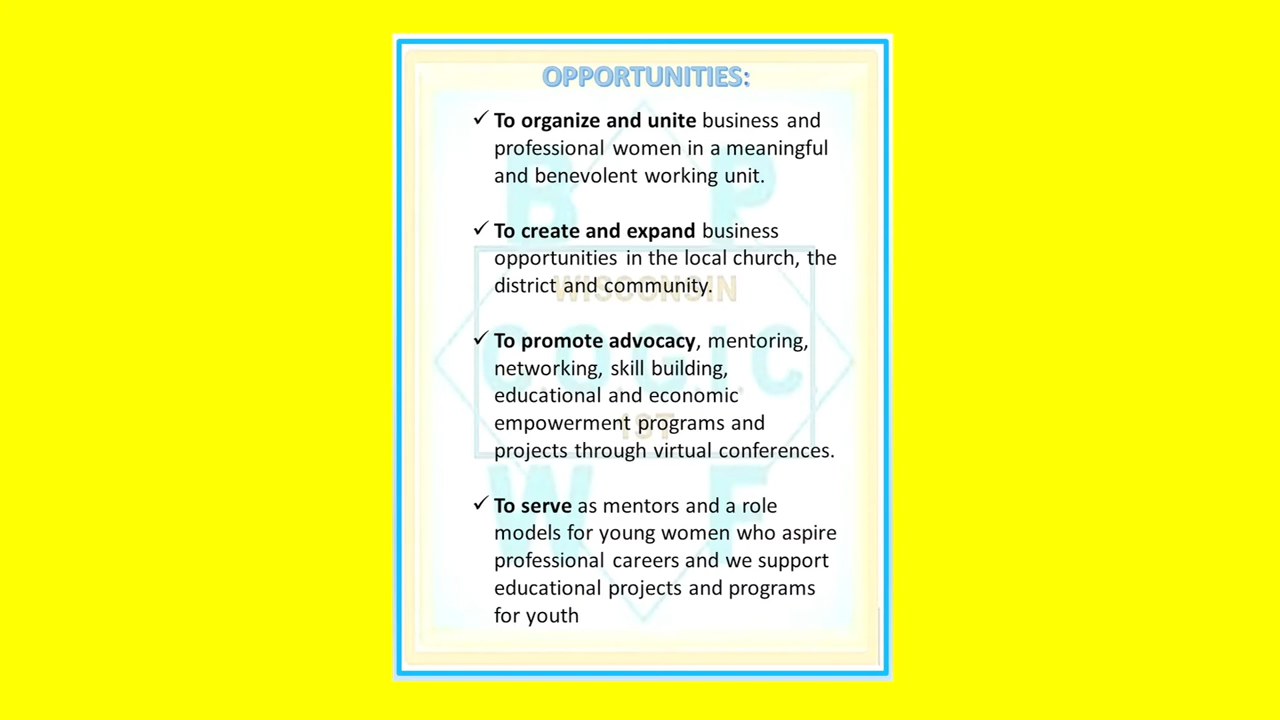 OPPORTUNITIES:
✓ To organize and unite business and
professional women in a meaningful
and benevolent working unit.
✓ To create and expand business
opportunities in the local church, the
district and community.
✓ To promote advocacy, mentoring,
networking, skill building,
educational and economic
empowerment programs and
projects through virtual conferences.
✓ To serve as mentors and a role
models for young women who aspire
professional careers and we support
educational projects and programs
for youth
B P
WISCONSIN
COGIC
1ST
W F